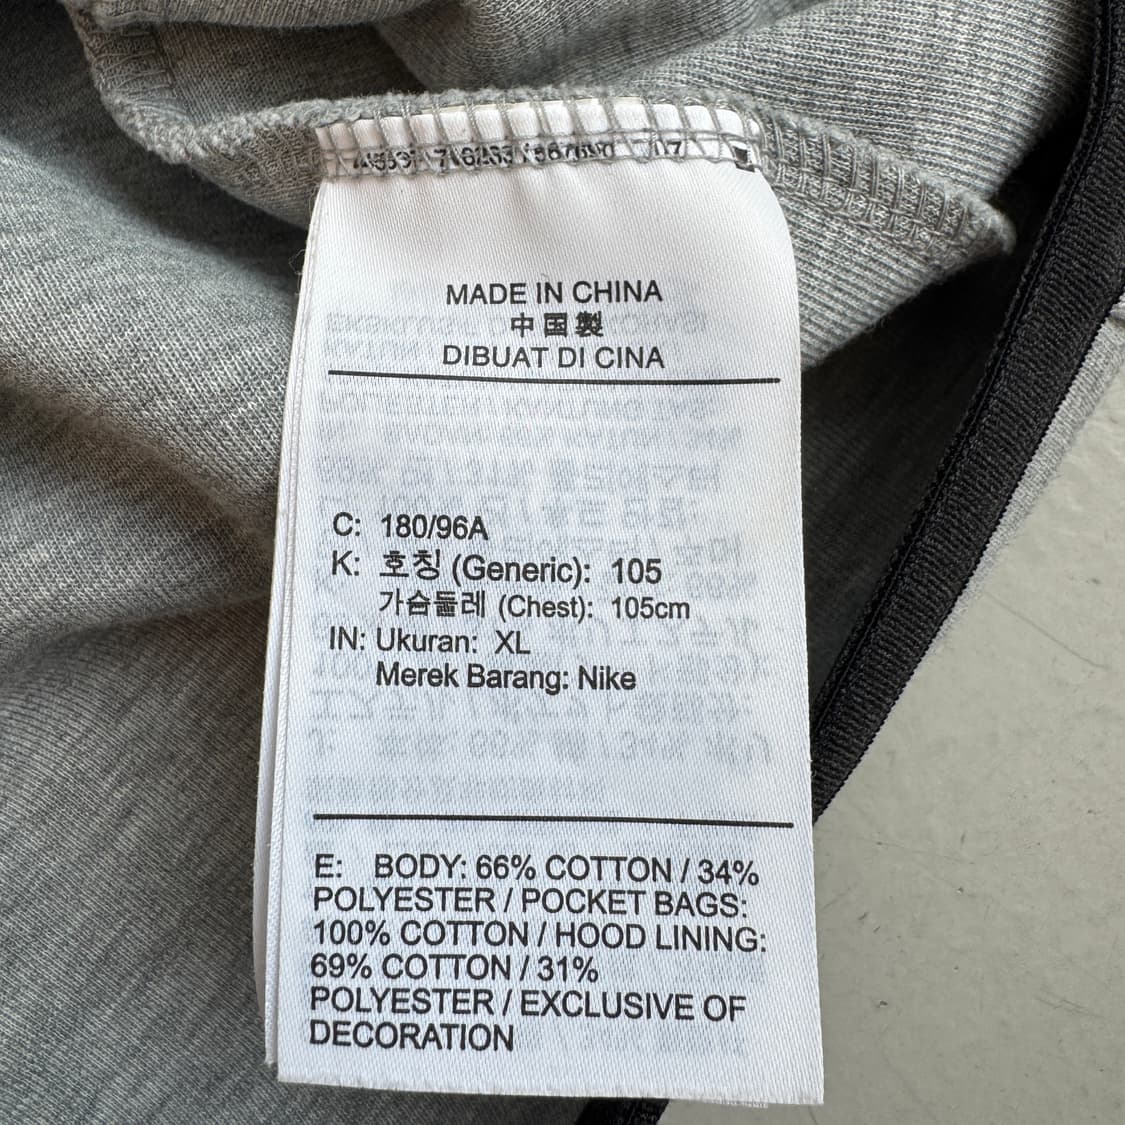 MADE IN CHINA
中国製
DIBUAT DI CINA
C: 180/96A
K: 호칭 (Generic): 105
가슴둘레 (Chest): 105cm
IN: Ukuran: XL
Merek Barang: Nike
E: BODY: 66% COTTON / 34%
POLYESTER / POCKET BAGS:
100% COTTON / HOOD LINING:
69% COTTON / 31%
POLYESTER / EXCLUSIVE OF
DECORATION